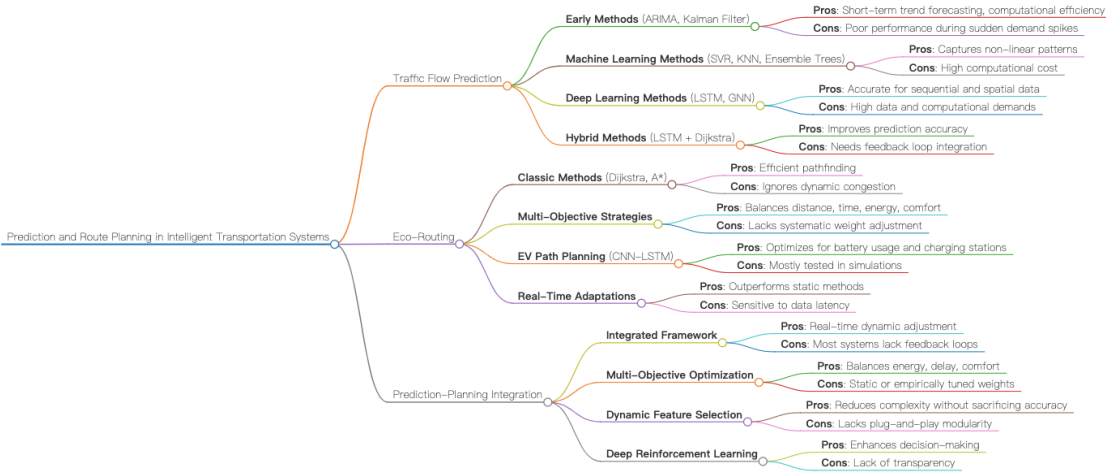 Prediction and Route Planning in Intelligent Transportation Systems
Traffic Flow Prediction
Early Methods (ARIMA, Kalman Filter)
Pros: Short-term trend forecasting, computational efficiency
Cons: Poor performance during sudden demand spikes
Machine Learning Methods (SVR, KNN, Ensemble Trees)
Pros: Captures non-linear patterns
Cons: High computational cost
Deep Learning Methods (LSTM, GNN)
Pros: Accurate for sequential and spatial data
Cons: High data and computational demands
Hybrid Methods (LSTM + Dijkstra)
Pros: Improves prediction accuracy
Cons: Needs feedback loop integration
Eco-Routing
Classic Methods (Dijkstra, A*)
Pros: Efficient pathfinding
Cons: Ignores dynamic congestion
Multi-Objective Strategies
Pros: Balances distance, time, energy, comfort
Cons: Lacks systematic weight adjustment
EV Path Planning (CNN-LSTM)
Pros: Optimizes for battery usage and charging stations
Cons: Mostly tested in simulations
Real-Time Adaptations
Pros: Outperforms static methods
Cons: Sensitive to data latency
Prediction-Planning Integration
Integrated Framework
Pros: Real-time dynamic adjustment
Cons: Most systems lack feedback loops
Multi-Objective Optimization
Pros: Balances energy, delay, comfort
Cons: Static or empirically tuned weights
Dynamic Feature Selection
Pros: Reduces complexity without sacrificing accuracy
Cons: Lacks plug-and-play modularity
Deep Reinforcement Learning
Pros: Enhances decision-making
Cons: Lack of transparency